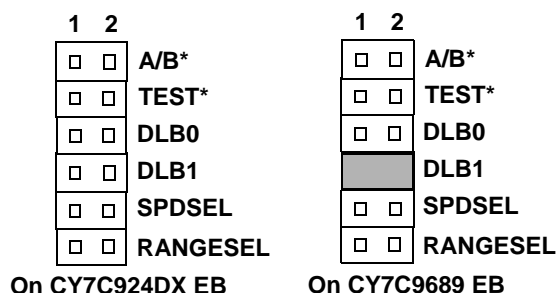 1 2
A/B*
TEST*
DLB0
DLB1
SPDSEL
RANGESEL
On CY7C924DX EB
1 2
A/B*
TEST*
DLB0
DLB1
SPDSEL
RANGESEL
On CY7C9689 EB